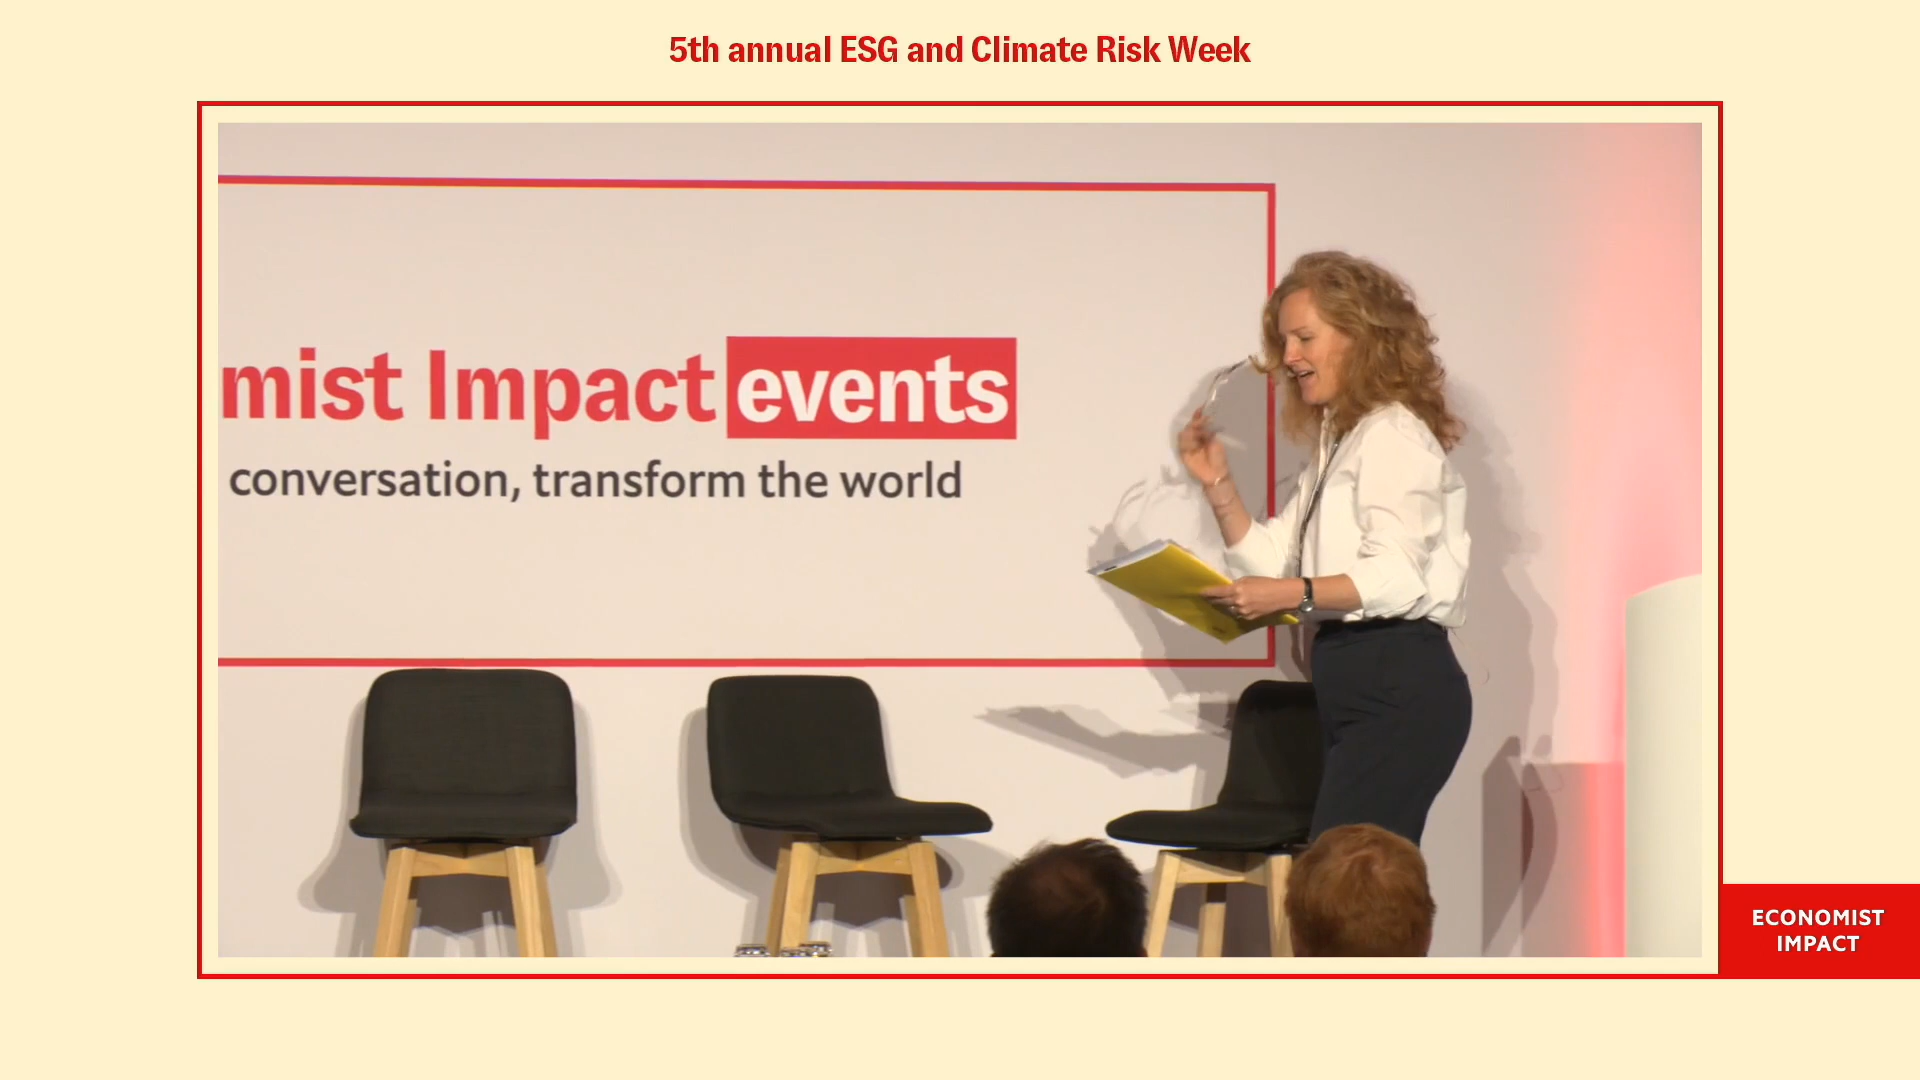 5th annual ESG and Climate Risk Week
mist Impact events
conversation, transform the world
ECONOMIST
IMPACT